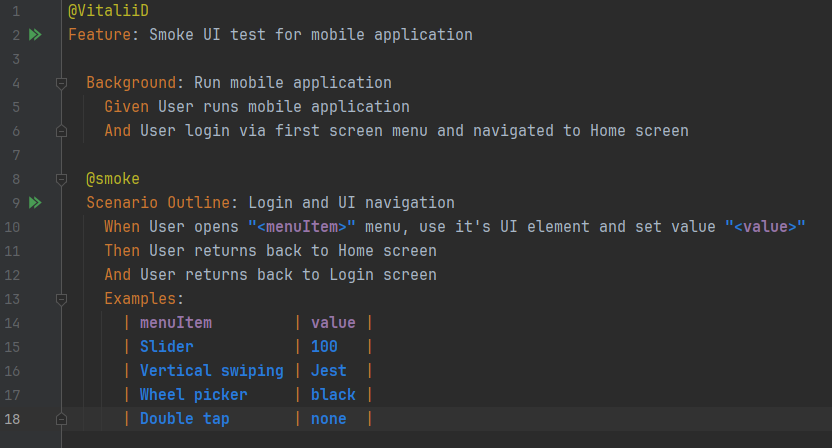 1 @VitaliiD
2 Feature: Smoke UI test for mobile application
3
4 Background: Run mobile application
5 Given User runs mobile application
6 And User login via first screen menu and navigated to Home screen
7
8 @smoke
9 Scenario Outline: Login and UI navigation
10 When User opens "<menuItem>" menu, use it's UI element and set value "<value>"
11 Then User returns back to Home screen
12 And User returns back to Login screen
13 Examples:
14 | menuItem | value |
15 | Slider | 100 |
16 | Vertical swiping | Jest |
17 | Wheel picker | black |
18 | Double tap | none |